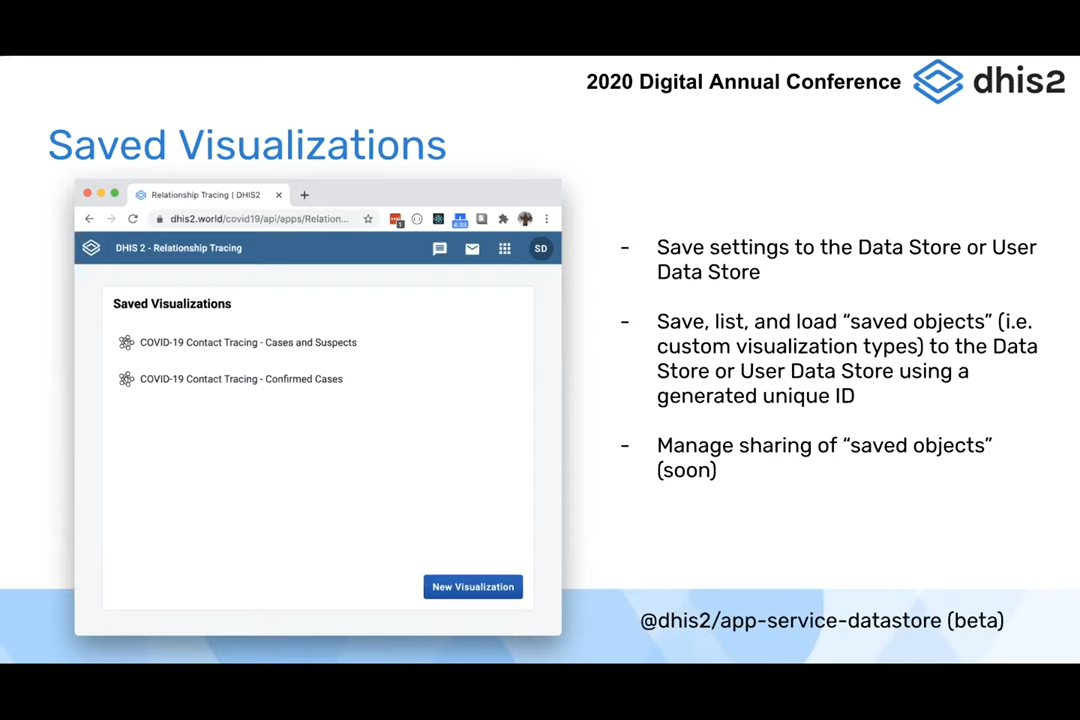 2020 Digital Annual Conference
dhis2
Saved Visualizations
Relationship Tracing | DHIS2
dhis2.world/covid19/api/apps/Relation...
DHIS 2 - Relationship Tracing
SD
Saved Visualizations
COVID-19 Contact Tracing - Cases and Suspects
COVID-19 Contact Tracing - Confirmed Cases
New Visualization
- Save settings to the Data Store or User
Data Store
- Save, list, and load “saved objects” (i.e.
custom visualization types) to the Data
Store or User Data Store using a
generated unique ID
- Manage sharing of “saved objects”
(soon)
@dhis2/app-service-datastore (beta)